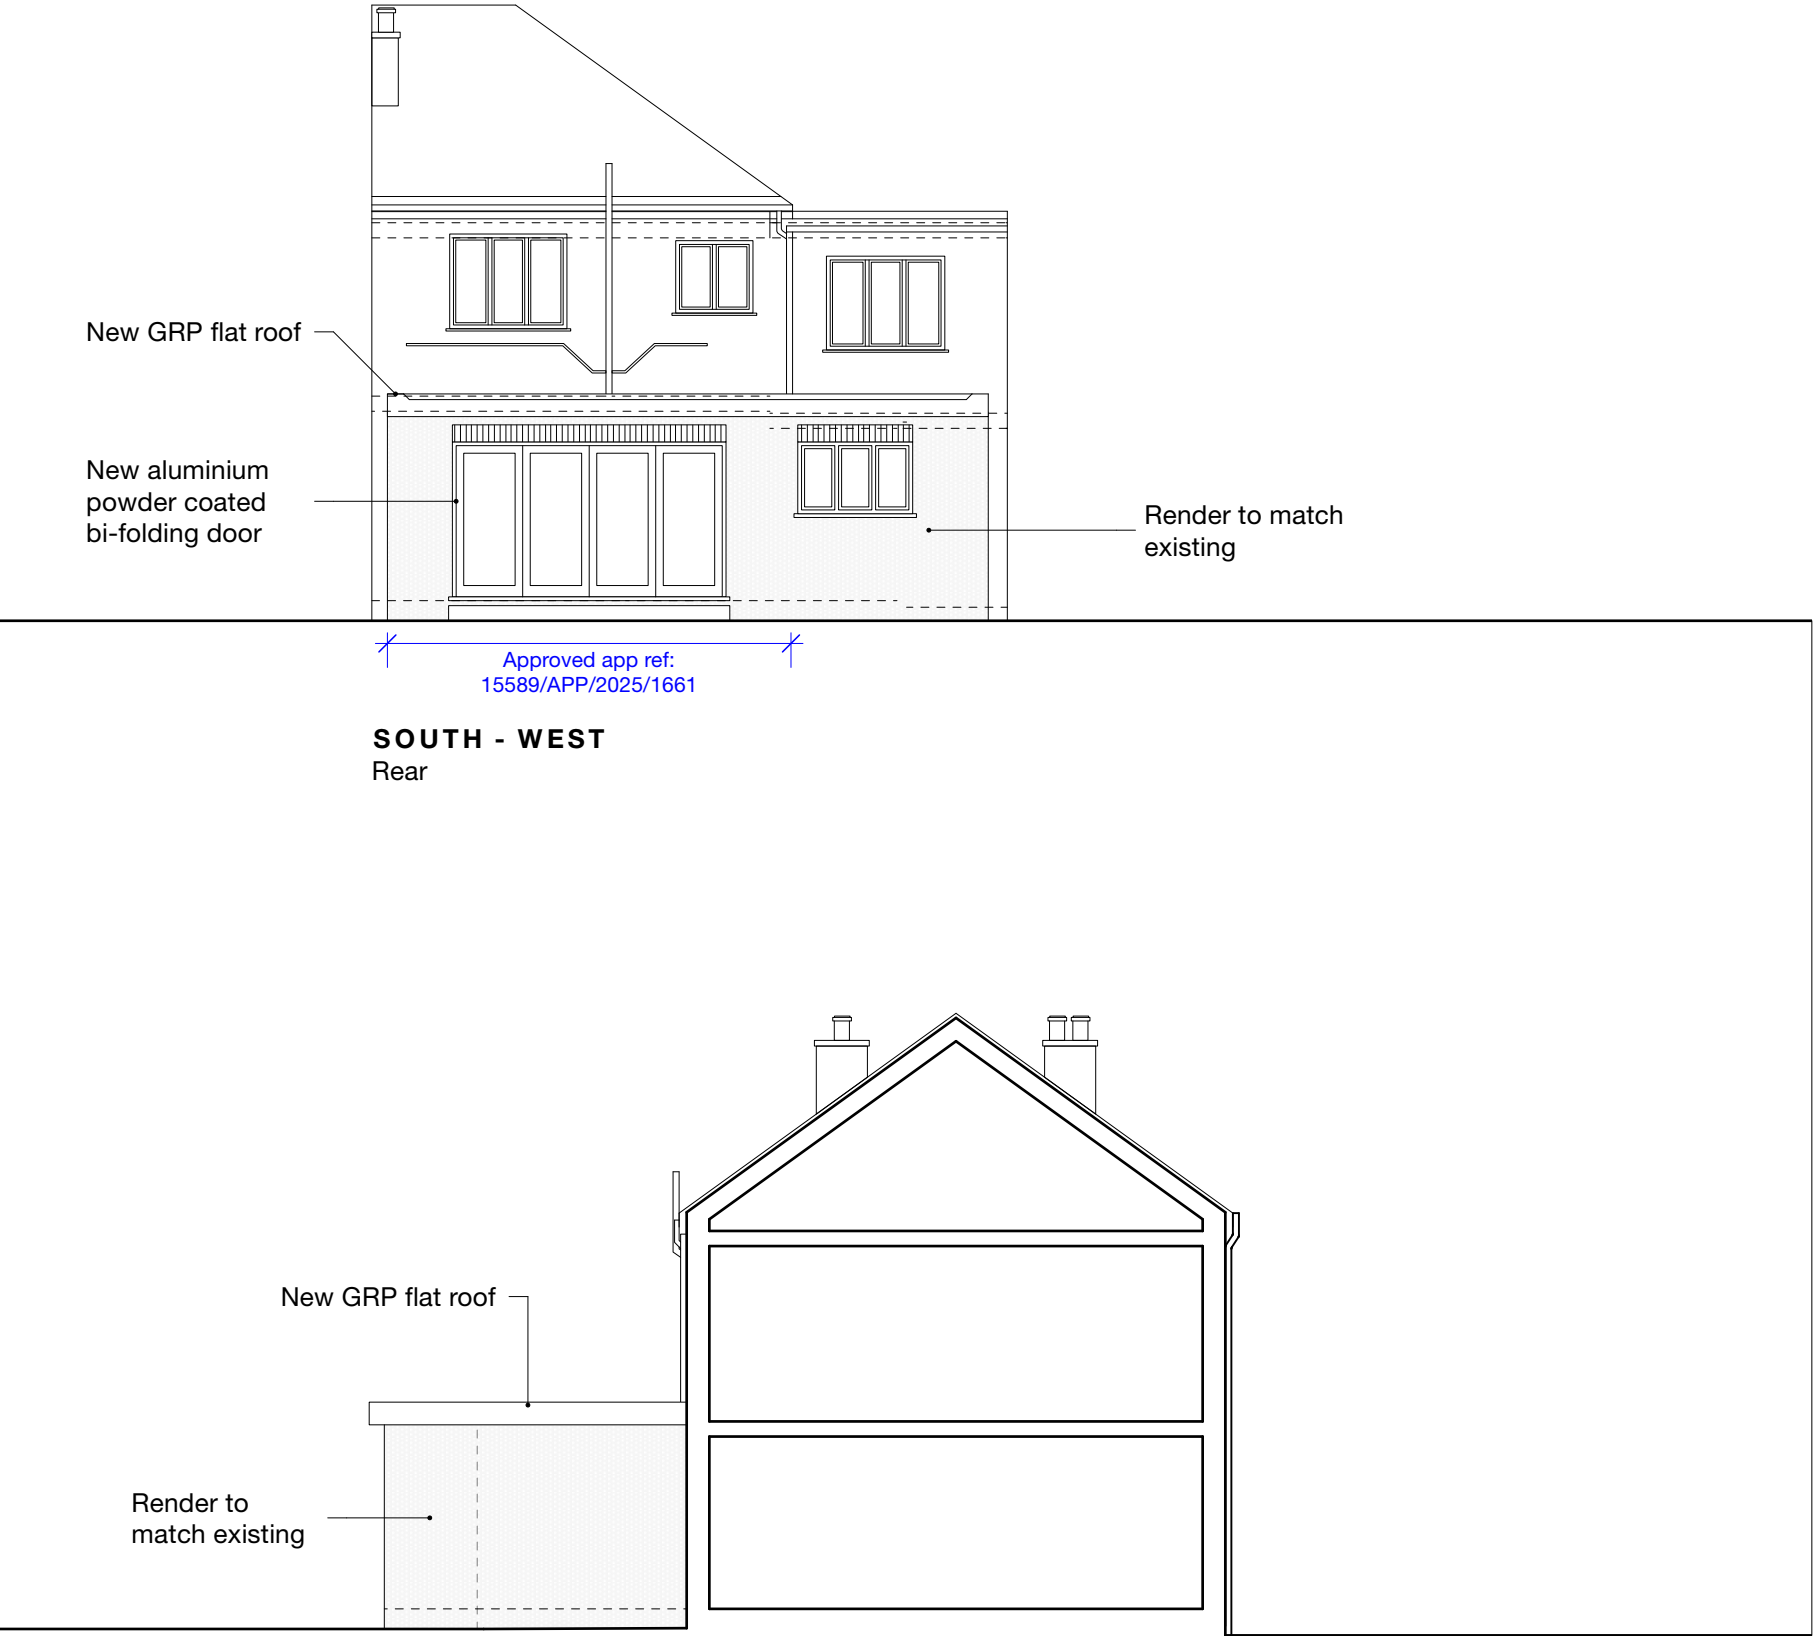 New GRP flat roof
New aluminium
powder coated
bi-folding door
Render to match
existing
Approved app ref:
15589/APP/2025/1661
SOUTH - WEST
Rear
New GRP flat roof
Render to
match existing